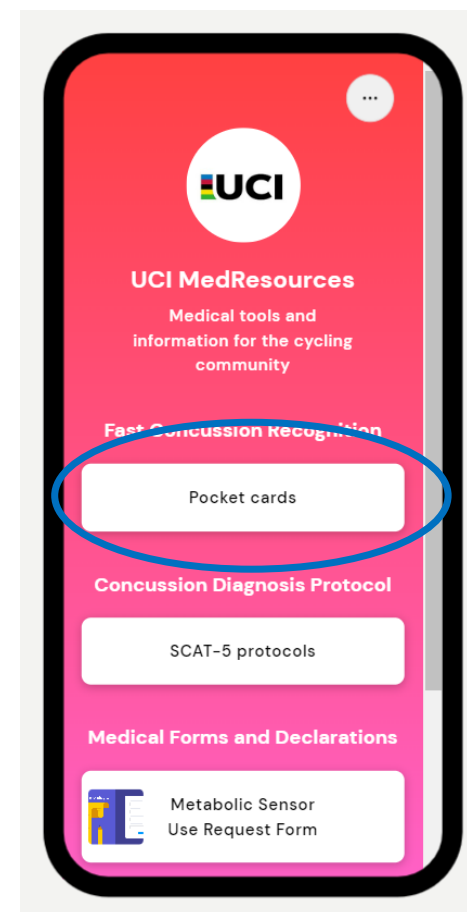 ...
UCI
UCI MedResources
Medical tools and
information for the cycling
community
Fast Concussion Recognition
Pocket cards
Concussion Diagnosis Protocol
SCAT-5 protocols
Medical Forms and Declarations
Metabolic Sensor
Use Request Form